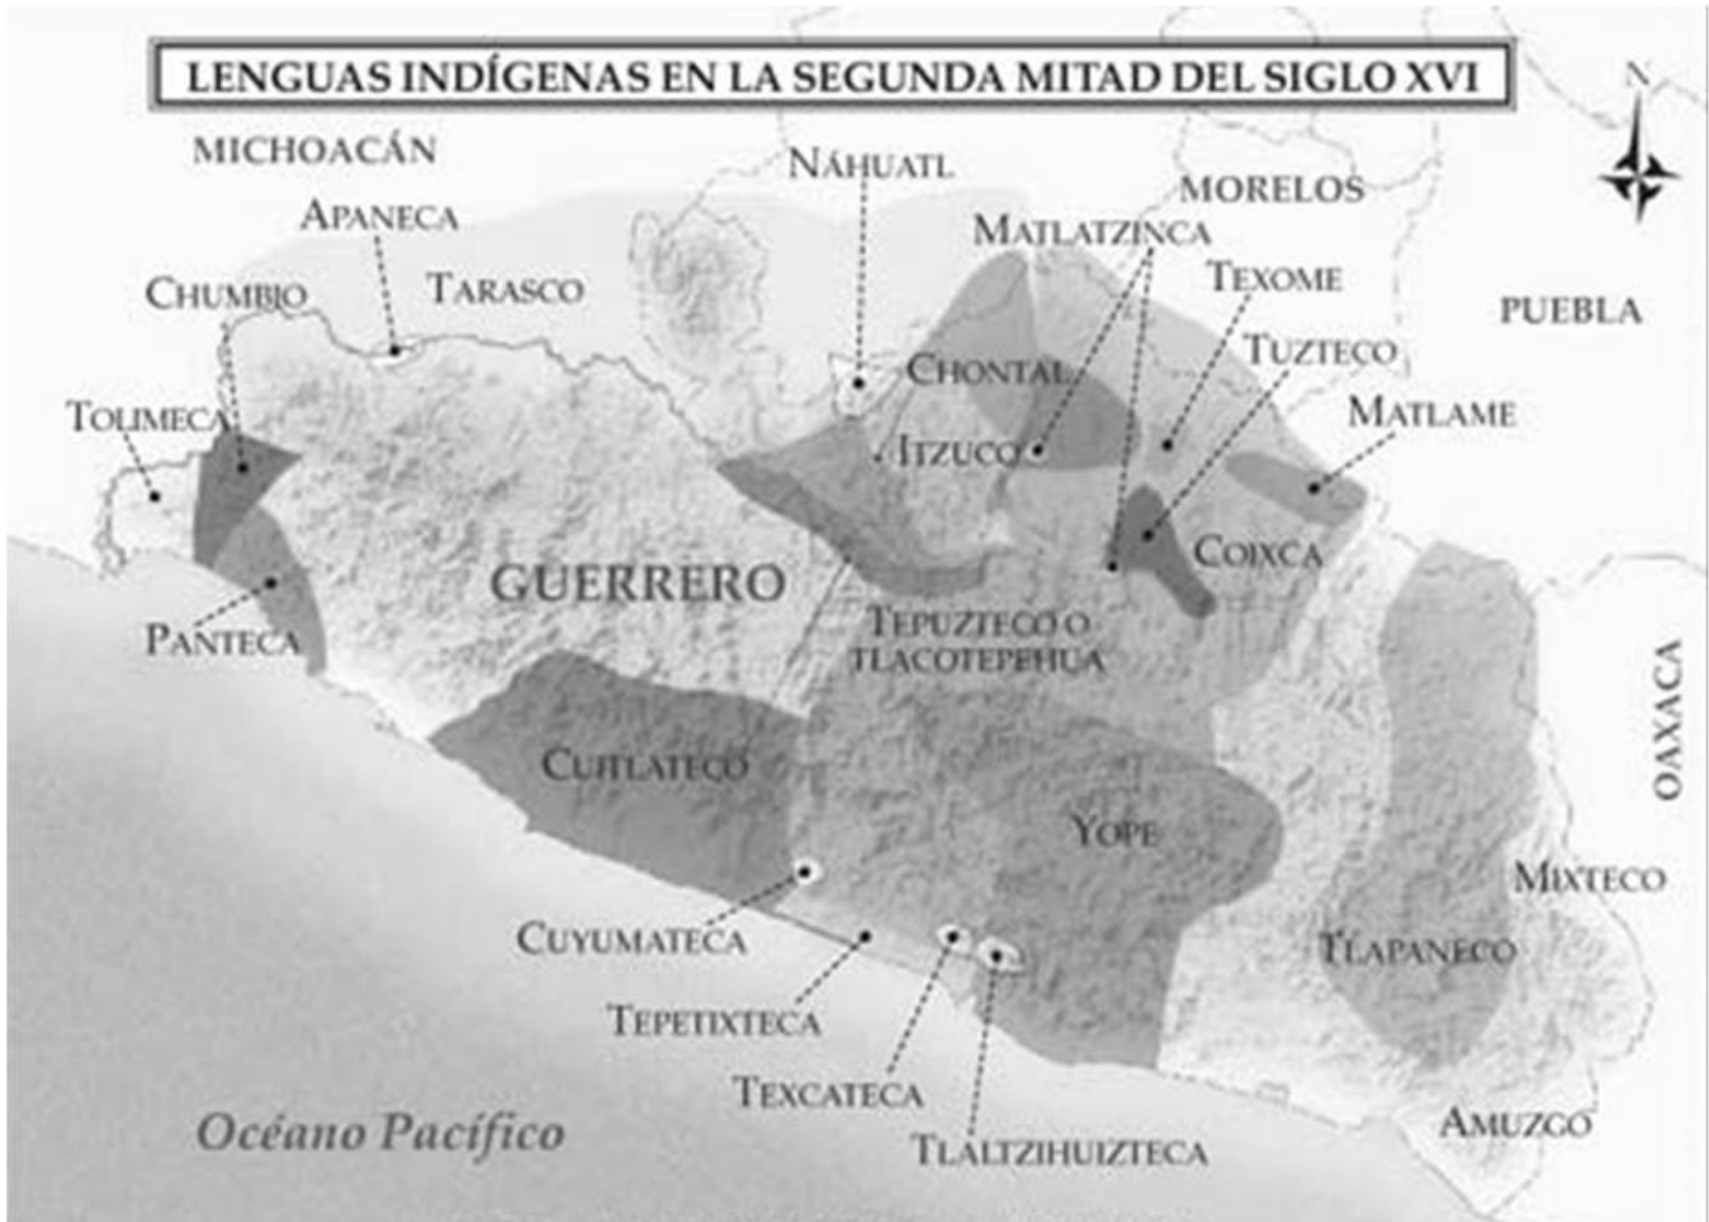 LENGUAS INDÍGENAS EN LA SEGUNDA MITAD DEL SIGLO XVI
N
MICHOACÁN
NÁHUATL
MORELOS
APANECA
MATLATZINCA
TEXOME
CHUMBIO
TARASCO
PUEBLA
TUZTECO
CHONTAL
TOLIMECA
MATLAME
ITZUCO
COIXCA
GUERRERO
PANTECA
TEPUZTECO O
TLACOTEPEHUA
OAXACA
CUITLATECO
YOPE
MIXTECO
CUYUMATECA
TLAPANECO
TEPETIXTECA
TEXCATECA
Océano Pacífico
AMUZGO
TLALTZIHUIZTECA